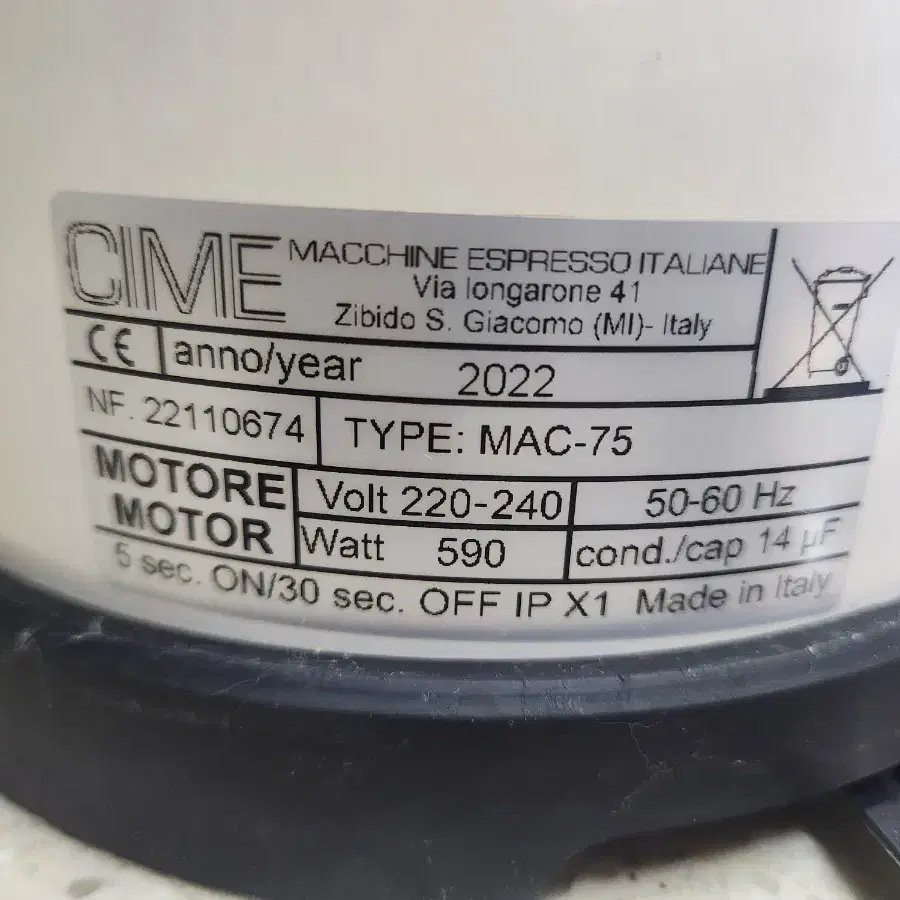 CIME MACCHINE ESPRESSO ITALIANE
Via longarone 41
Zibido S. Giacomo (MI)- Italy
CE anno/year 2022
NF. 22110674 TYPE: MAC-75
MOTORE Volt 220-240 50-60 Hz
MOTOR Watt 590 cond./cap 14 µF
5 sec. ON/30 sec. OFF IP X1 Made in Italy